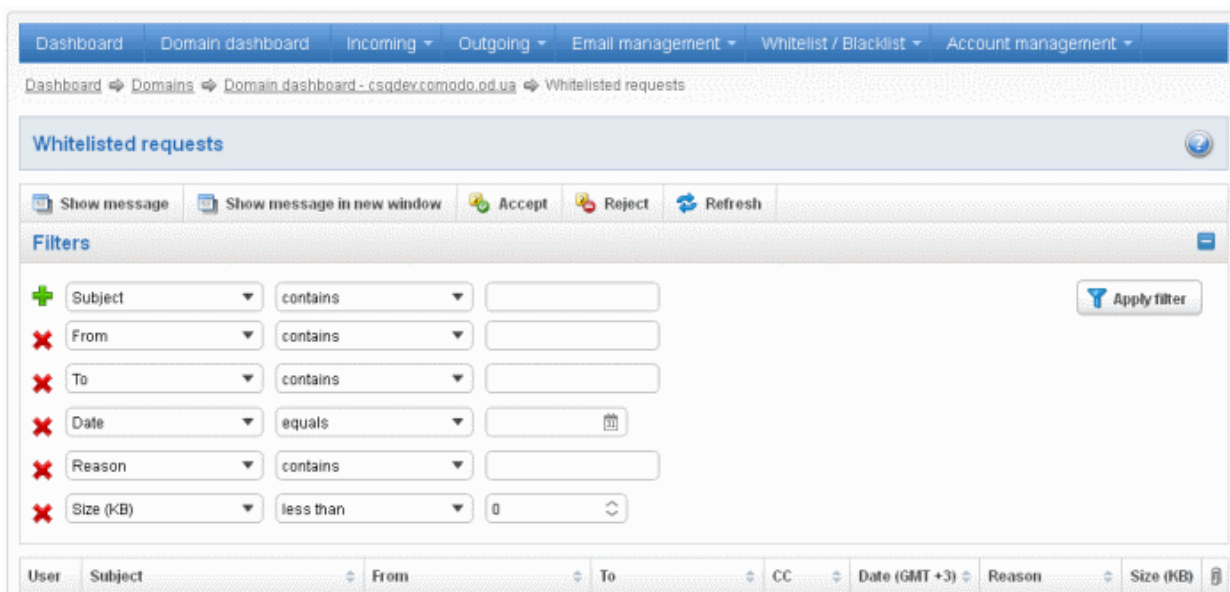 Dashboard Domain dashboard Incoming Outgoing Email management Whitelist / Blacklist Account management
Dashboard Domains Domain dashboard - csqdev.comodo.od.ua Whitelisted requests
Whitelisted requests ?
Show message Show message in new window Accept Reject Refresh
Filters
Subject contains Apply filter
From contains
To contains
Date equals 31
Reason contains
Size (KB) less than 0
User Subject From To CC Date (GMT +3) Reason Size (KB)